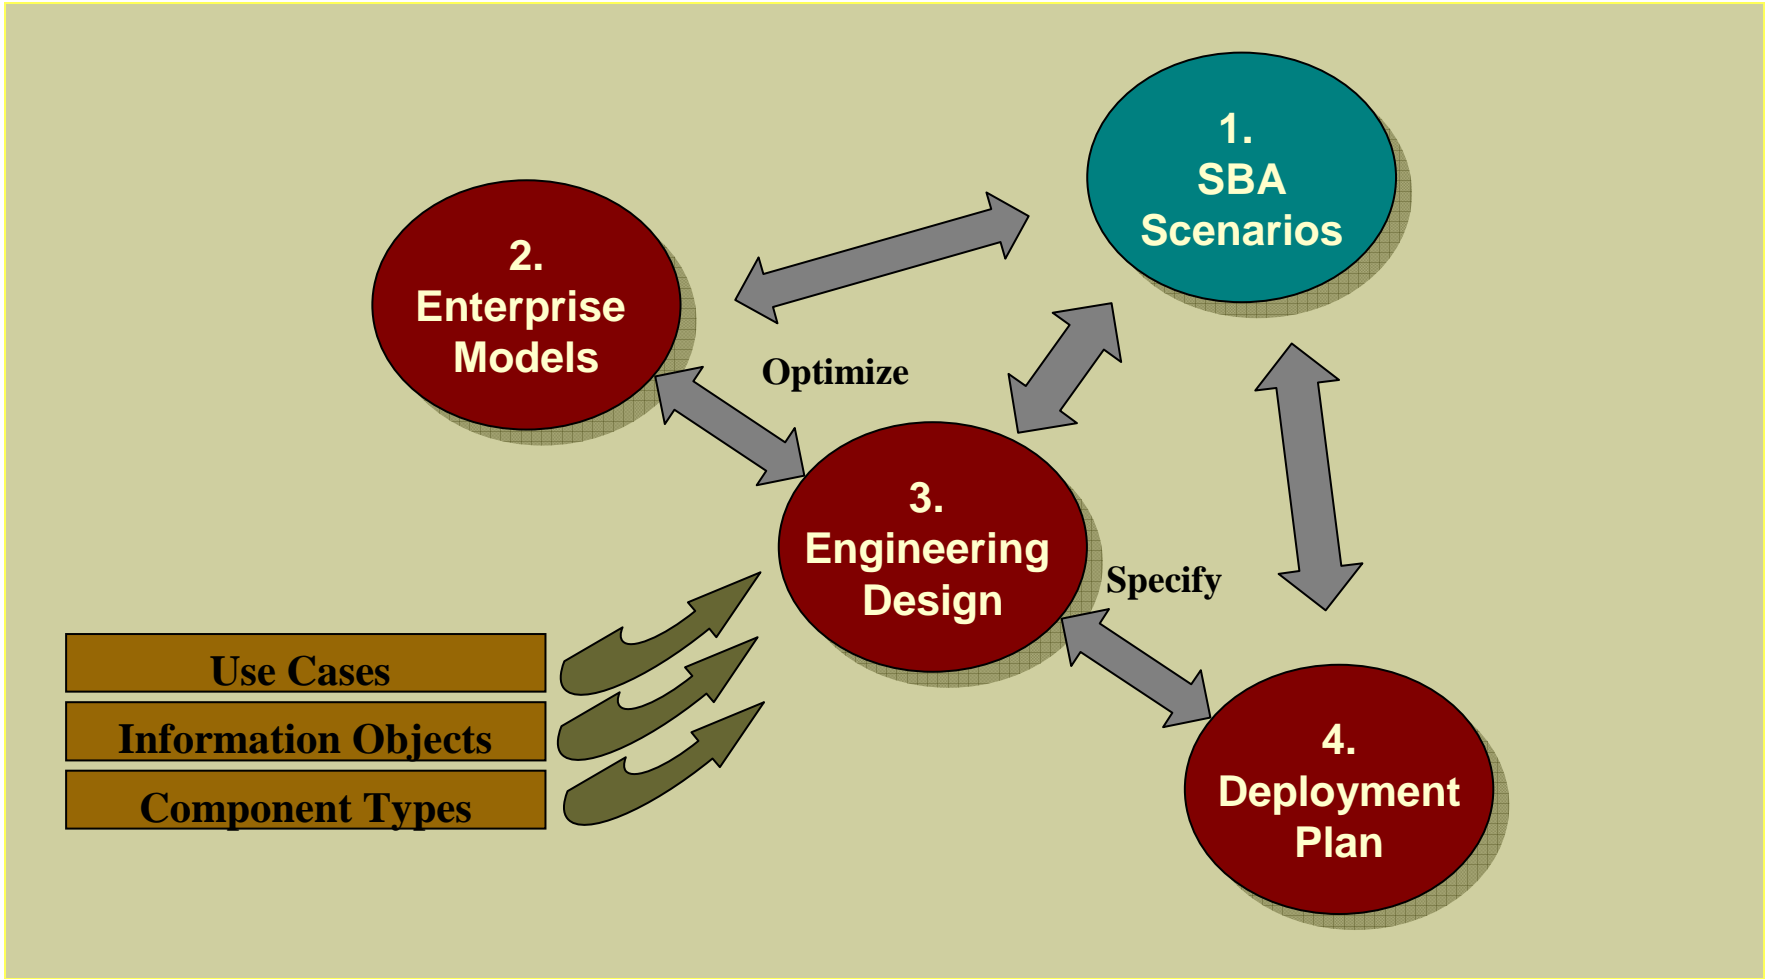 1.
SBA
Scenarios
2.
Enterprise
Models
Optimize
3.
Engineering
Design
Specify
Use Cases
Information Objects
Component Types
4.
Deployment
Plan